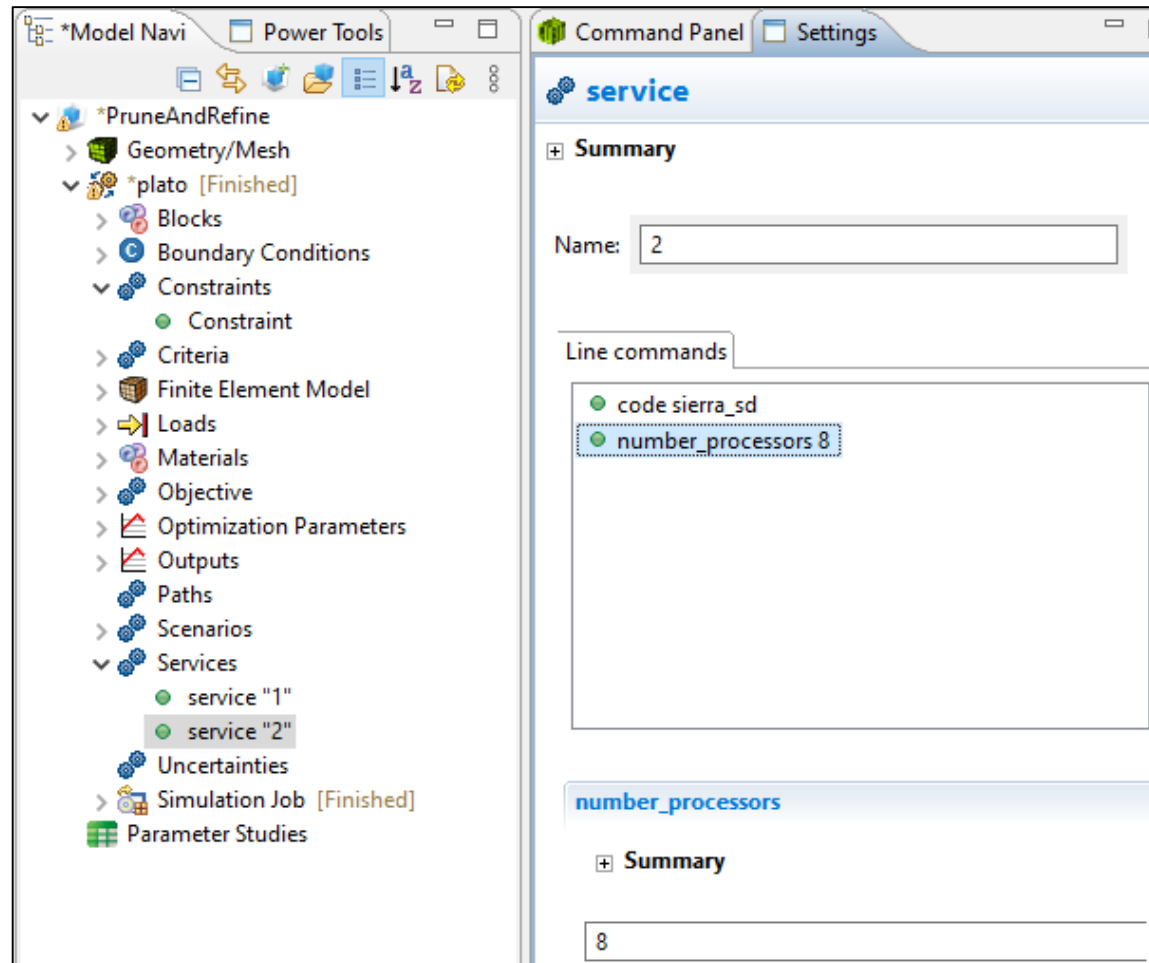 *Model Navi
Power Tools
*PruneAndRefine
Geometry/Mesh
*plato [Finished]
Blocks
Boundary Conditions
Constraints
Constraint
Criteria
Finite Element Model
Loads
Materials
Objective
Optimization Parameters
Outputs
Paths
Scenarios
Services
service "1"
service "2"
Uncertainties
Simulation Job [Finished]
Parameter Studies
Command Panel
Settings
service
Summary
Name: 2
Line commands
code sierra_sd
number_processors 8
number_processors
Summary
8